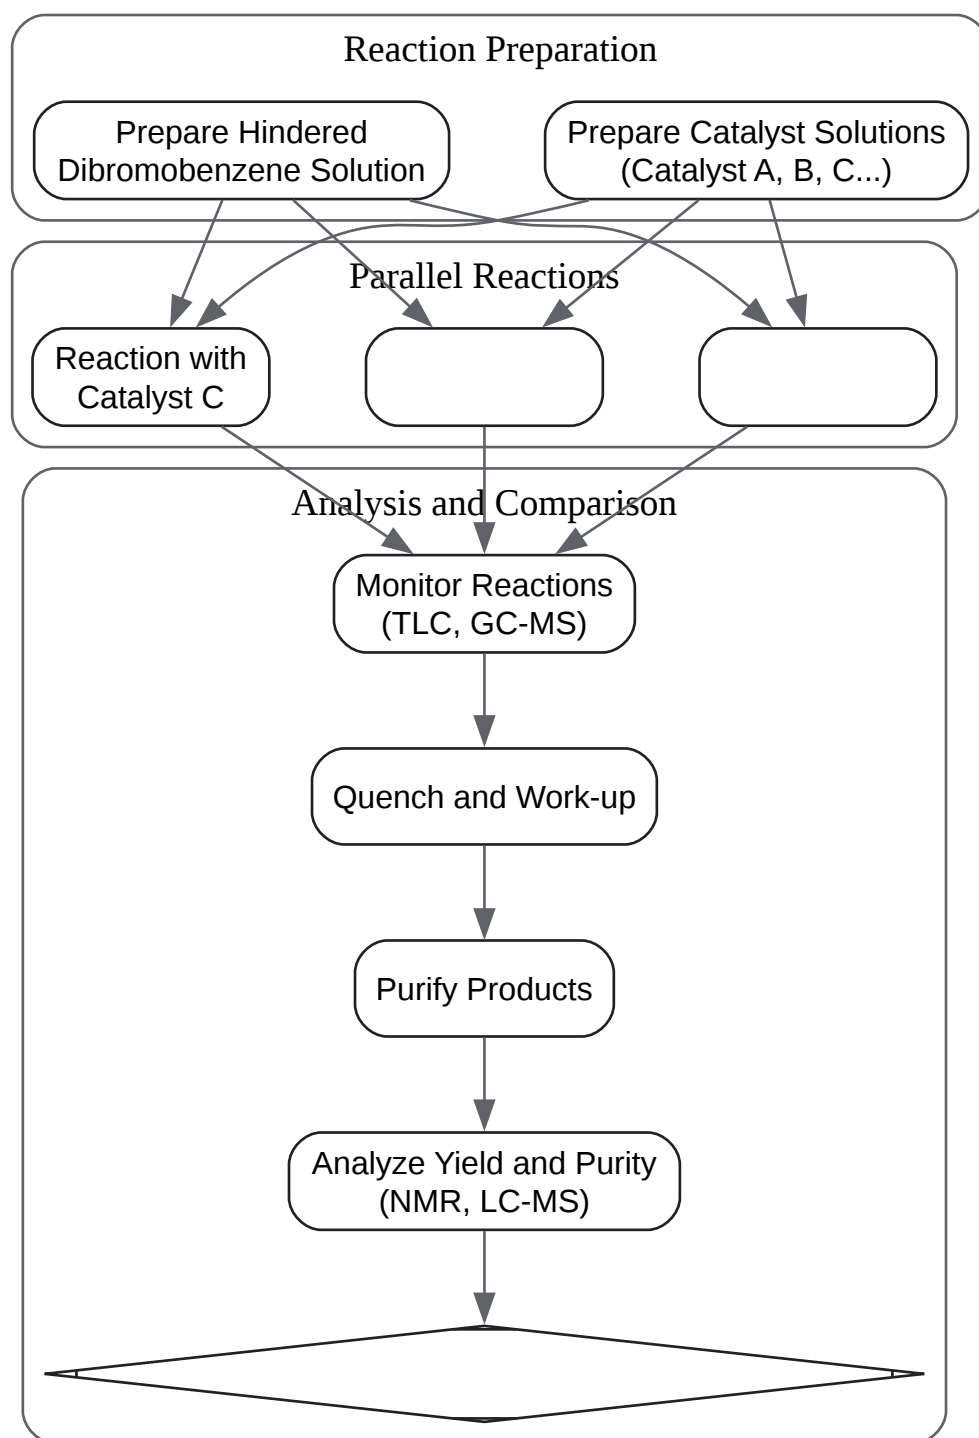 Reaction Preparation
Prepare Hindered
Dibromobenzene Solution
Prepare Catalyst Solutions
(Catalyst A, B, C...)
Parallel Reactions
Reaction with
Catalyst C
Analysis and Comparison
Monitor Reactions
(TLC, GC-MS)
Quench and Work-up
Purify Products
Analyze Yield and Purity
(NMR, LC-MS)